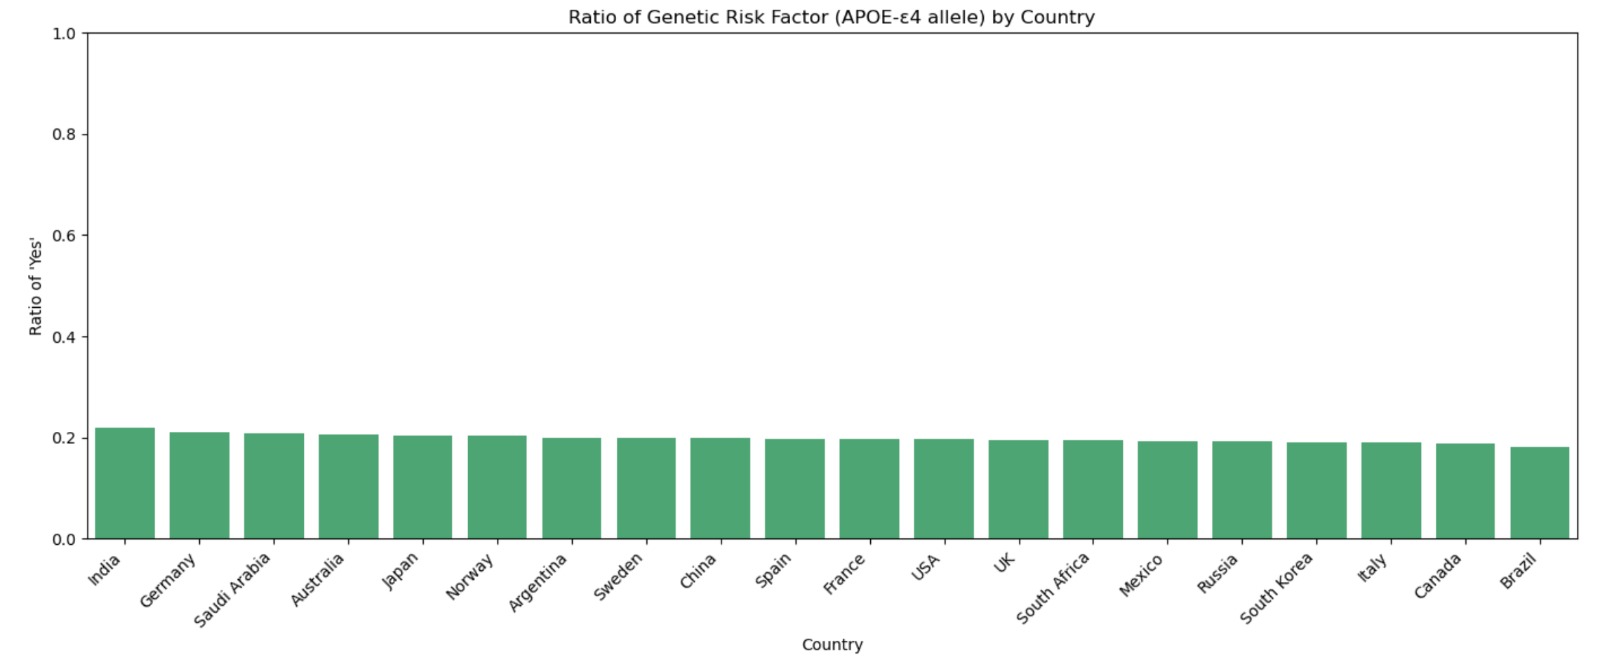 Ratio of Genetic Risk Factor (APOE-ε4 allele) by Country
1.0
0.8
0.6
0.4
0.2
0.0
Ratio of 'Yes'
India
Germany
Saudi Arabia
Australia
Japan
Norway
Argentina
Sweden
China
Spain
France
USA
UK
South Africa
Mexico
Russia
South Korea
Italy
Canada
Brazil
Country